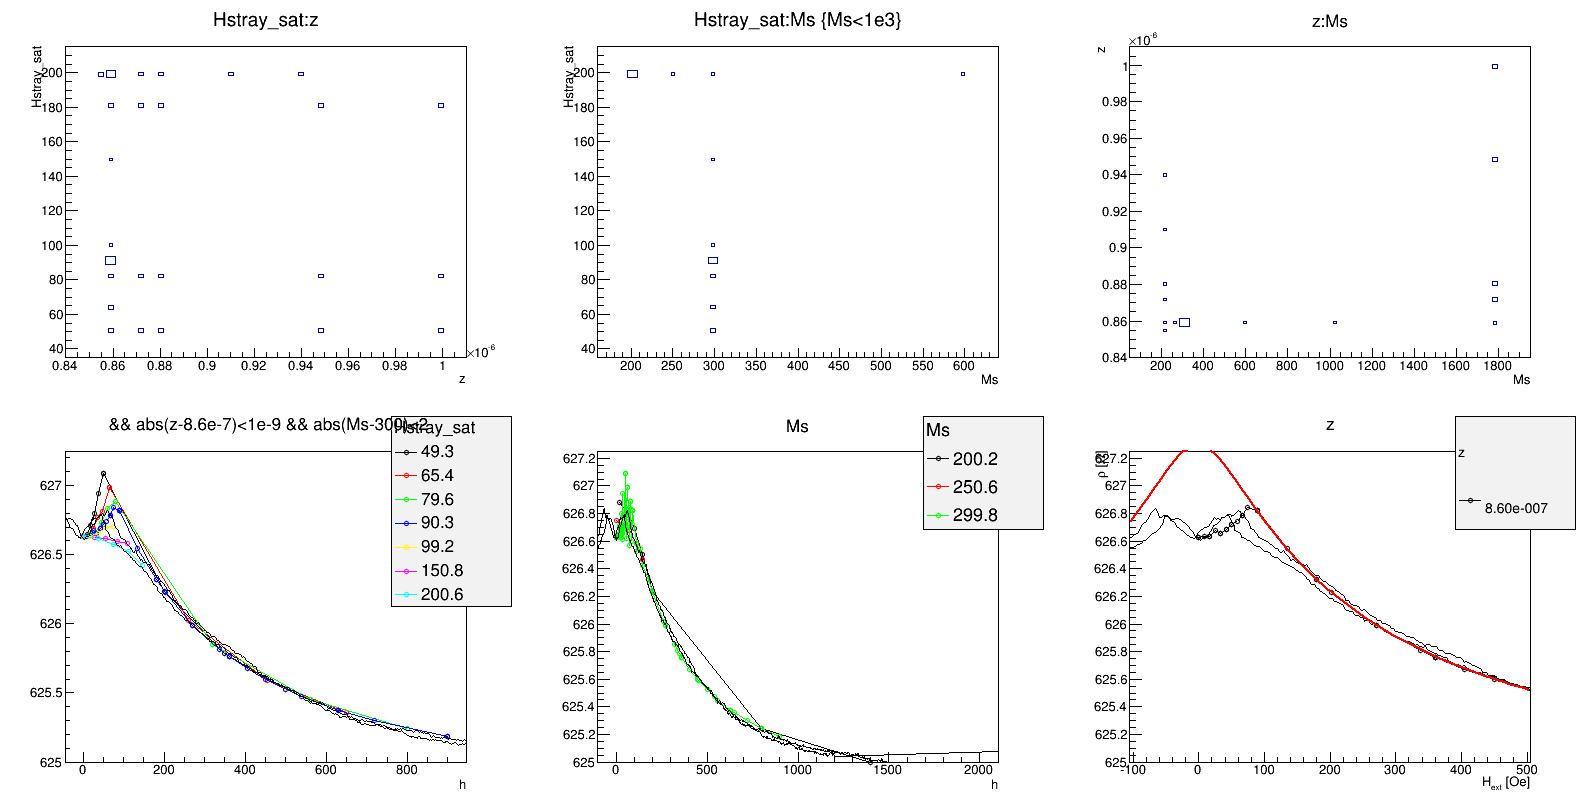 Hstray_sat:z
Hstray_sat
200
180
160
140
120
100
80
60
40
0.84 0.86 0.88 0.9 0.92 0.94 0.96 0.98 1
×10-6
z
Hstray_sat:Ms {Ms<1e3}
Hstray_sat
200
180
160
140
120
100
80
60
40
200 250 300 350 400 450 500 550 600
Ms
z:Ms
×10-6
z
1
0.98
0.96
0.94
0.92
0.9
0.88
0.86
0.84
200 400 600 800 1000 1200 1400 1600 1800
Ms
&& abs(z-8.6e-7)<1e-9 && abs(Ms-300)<2
Hstray_sat
49.3
65.4
79.6
90.3
99.2
150.8
200.6
627
626.5
626
625.5
625
0 200 400 600 800
h
Ms
Ms
200.2
250.6
299.8
627.2
627
626.8
626.6
626.4
626.2
626
625.8
625.6
625.4
625.2
625
0 500 1000 1500 2000
h
z
z
8.60e-007
627.2
627
626.8
626.6
626.4
626.2
626
625.8
625.6
625.4
625.2
625
-100 0 100 200 300 400 500
Hext [Oe]